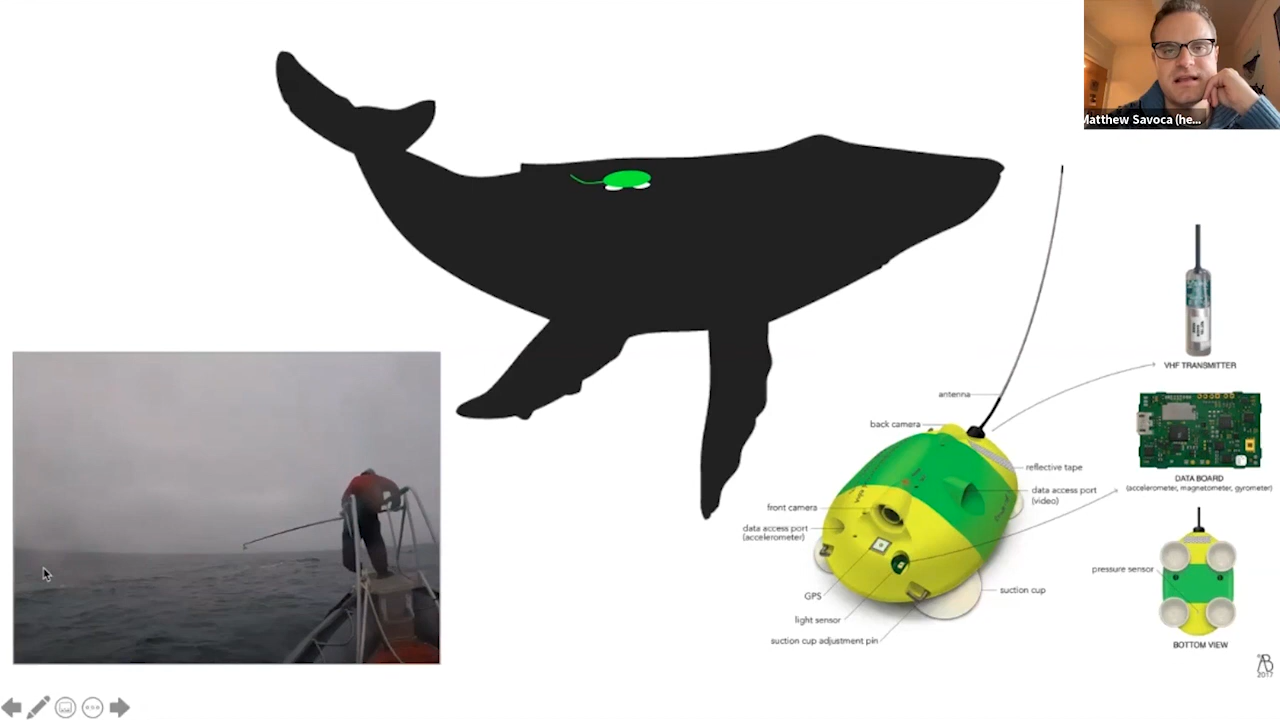 Matthew Savoca (he...
antenna
back camera
reflective tape
data access port
(video)
front camera
data access port
(accelerometer)
GPS
light sensor
suction cup adjustment pin
suction cup
VHF TRANSMITTER
DATA BOARD
(accelerometer, magnetometer, gyrometer)
pressure sensor
BOTTOM VIEW
2017